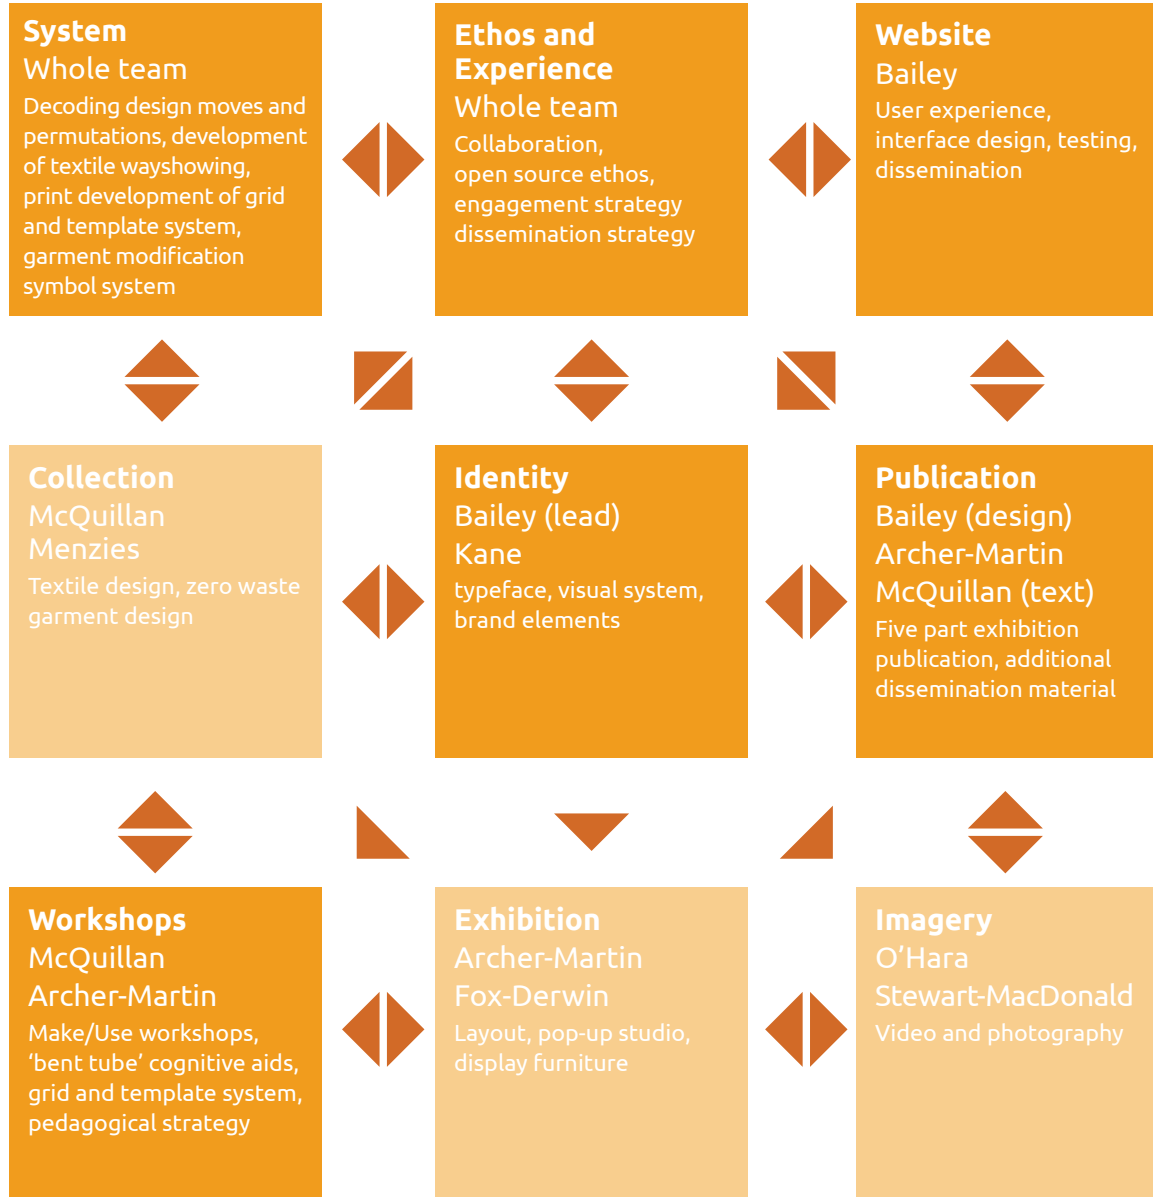 System
Whole team
Decoding design moves and
permutations, development
of textile wayshowing,
print development of grid
and template system,
garment modification
symbol system
Ethos and
Experience
Whole team
Collaboration,
open source ethos,
engagement strategy
dissemination strategy
Website
Bailey
User experience,
interface design, testing,
dissemination
Collection
McQuillan
Menzies
Textile design, zero waste
garment design
Identity
Bailey (lead)
Kane
typeface, visual system,
brand elements
Publication
Bailey (design)
Archer-Martin
McQuillan (text)
Five part exhibition
publication, additional
dissemination material
Workshops
McQuillan
Archer-Martin
Make/Use workshops,
‘bent tube’ cognitive aids,
grid and template system,
pedagogical strategy
Exhibition
Archer-Martin
Fox-Derwin
Layout, pop-up studio,
display furniture
Imagery
O’Hara
Stewart-MacDonald
Video and photography